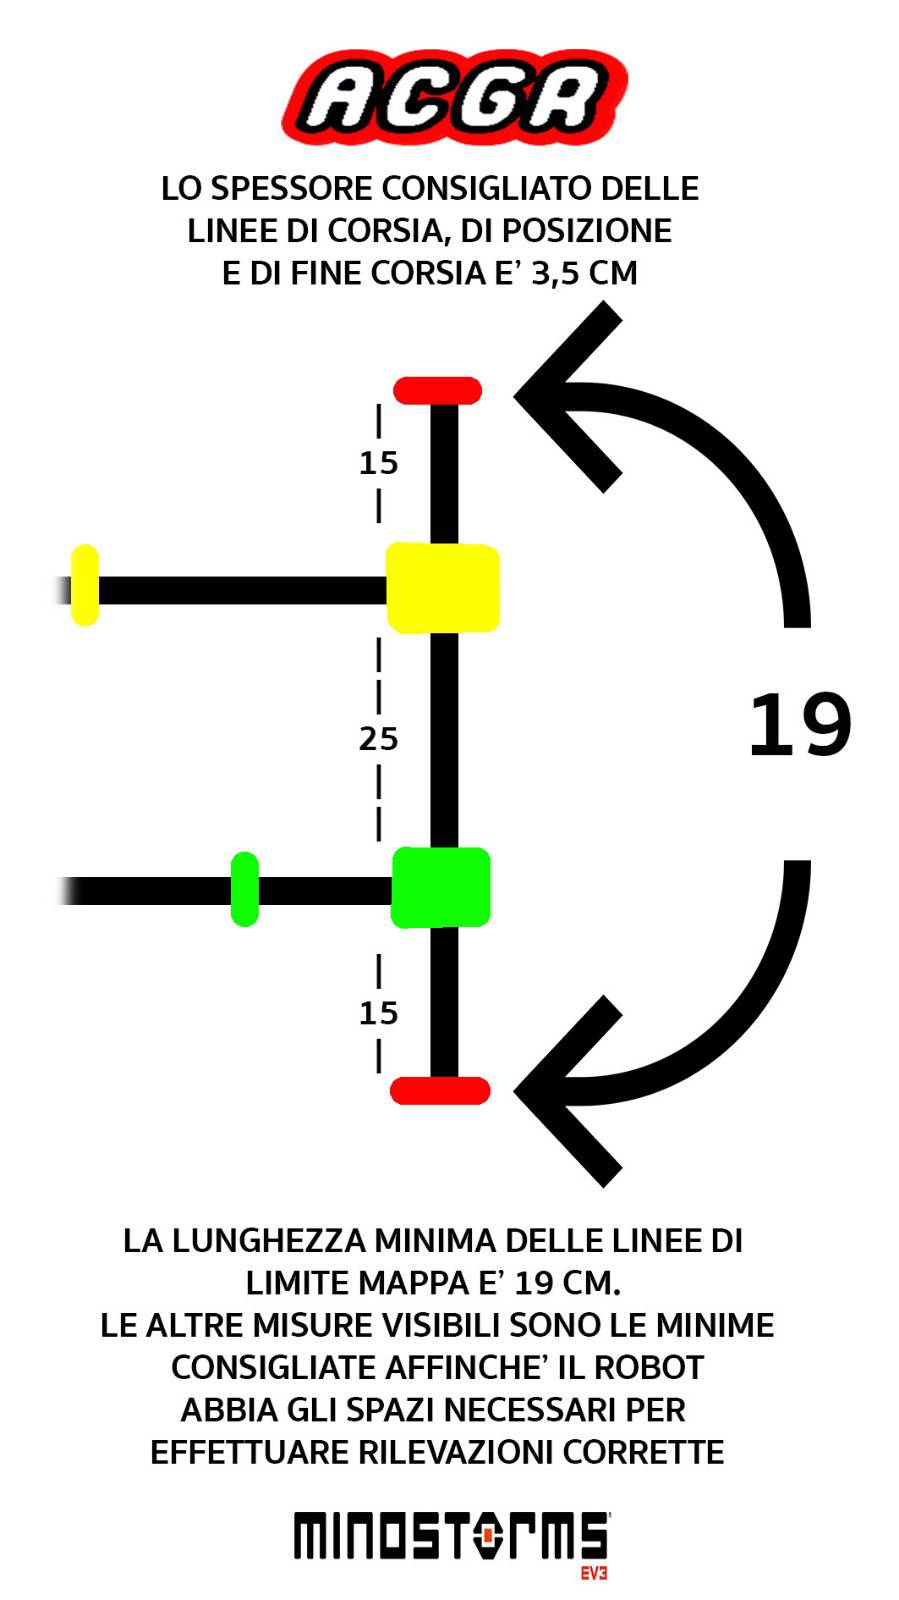 ACGR
LO SPESSORE CONSIGLIATO DELLE
LINEE DI CORSIA, DI POSIZIONE
E DI FINE CORSIA E’ 3,5 CM
15
25
19
15
LA LUNGHEZZA MINIMA DELLE LINEE DI
LIMITE MAPPA E’ 19 CM.
LE ALTRE MISURE VISIBILI SONO LE MINIME
CONSIGLIATE AFFINCHE’ IL ROBOT
ABBIA GLI SPAZI NECESSARI PER
EFFETTUARE RILEVAZIONI CORRETTE
MINDSTORMS
EV3